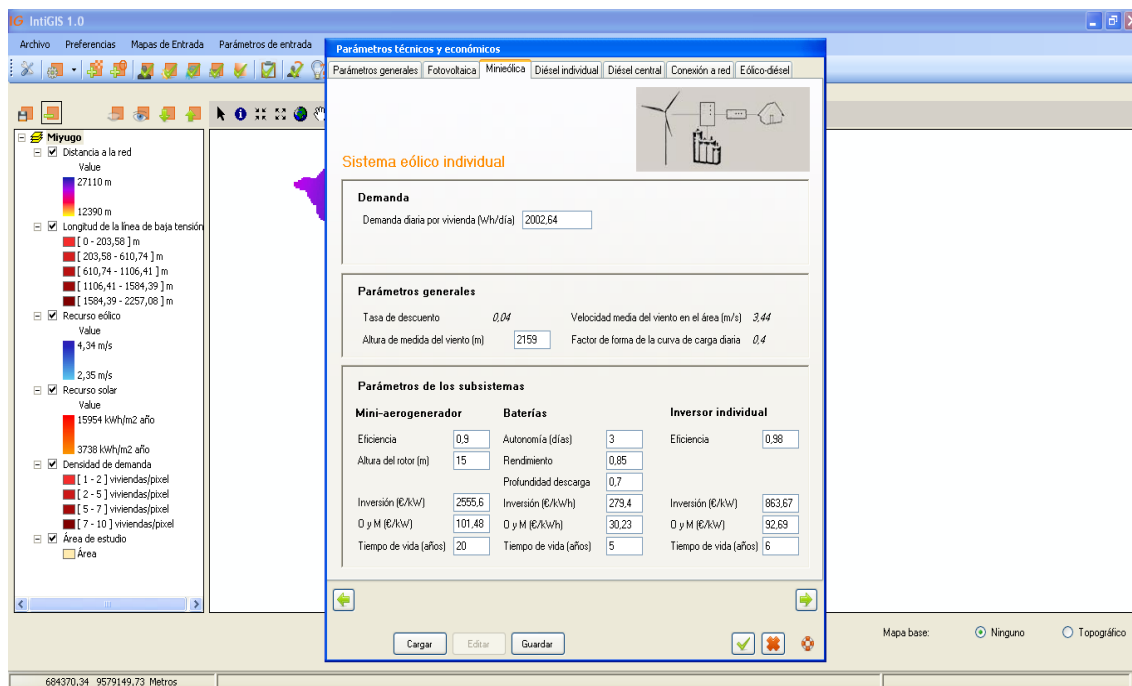 IG IntiGIS 1.0
Archivo Preferencias Mapas de Entrada Parámetros de entrada
Miyugo
Distancia a la red
Value
27110 m
12390 m
Longitud de la línea de baja tensión
[ 0 - 203,58 ] m
[ 203,58 - 610,74 ] m
[ 610,74 - 1106,41 ] m
[ 1106,41 - 1584,39 ] m
[ 1584,39 - 2257,08 ] m
Recurso eólico
Value
4,34 m/s
2,35 m/s
Recurso solar
Value
15954 kWh/m2 año
3738 kWh/m2 año
Densidad de demanda
[ 1 - 2 ] viviendas/pixel
[ 2 - 5 ] viviendas/pixel
[ 5 - 7 ] viviendas/pixel
[ 7 - 10 ] viviendas/pixel
Área de estudio
Área
Parámetros técnicos y económicos
Parámetros generales Fotovoltaica Minieólica Diésel individual Diésel central Conexión a red Eólico-diésel
Sistema eólico individual
Demanda
Demanda diaria por vivienda (Wh/día) 2002,64
Parámetros generales
Tasa de descuento 0,04 Velocidad media del viento en el área (m/s) 3,44
Altura de medida del viento (m) 2159 Factor de forma de la curva de carga diaria 0,4
Parámetros de los subsistemas
Mini-aerogenerador Baterías Inversor individual
Eficiencia 0,9 Autonomía (días) 3 Eficiencia 0,98
Altura del rotor (m) 15 Rendimiento 0,85
Profundidad descarga 0,7
Inversión (€/kW) 2555,6 Inversión (€/kWh) 279,4 Inversión (€/kW) 863,67
O y M (€/kW) 101,48 O y M (€/kWh) 30,23 O y M (€/kW) 92,69
Tiempo de vida (años) 20 Tiempo de vida (años) 5 Tiempo de vida (años) 6
Cargar Editar Guardar
Mapa base: Ninguno Topográfico
684370,34 9579149,73 Metros